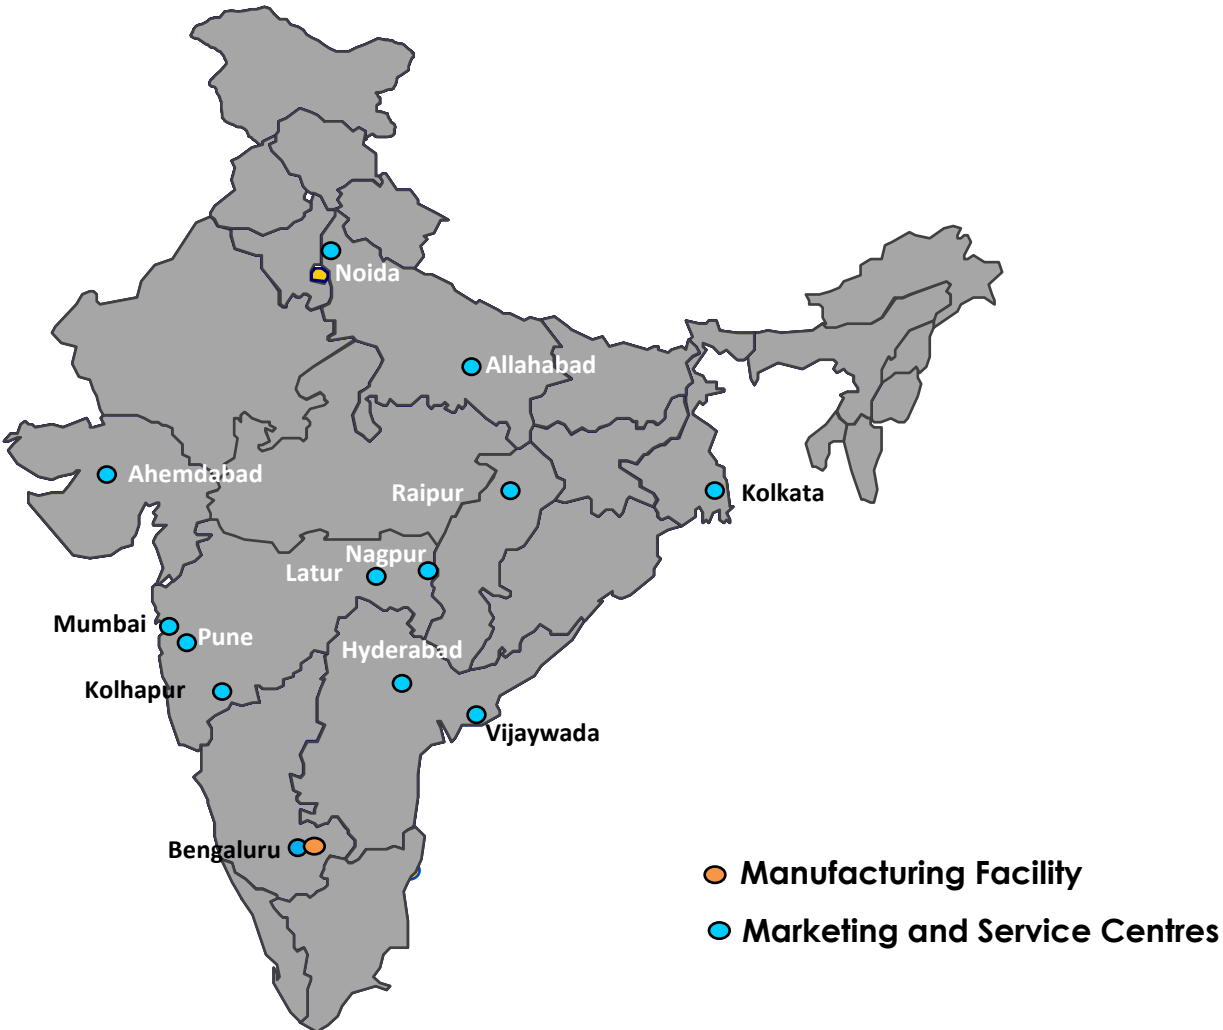 Noida
Allahabad
Ahemdabad
Raipur
Kolkata
Nagpur
Latur
Mumbai
Pune
Hyderabad
Kolhapur
Vijaywada
Bengaluru
Manufacturing Facility
Marketing and Service Centres